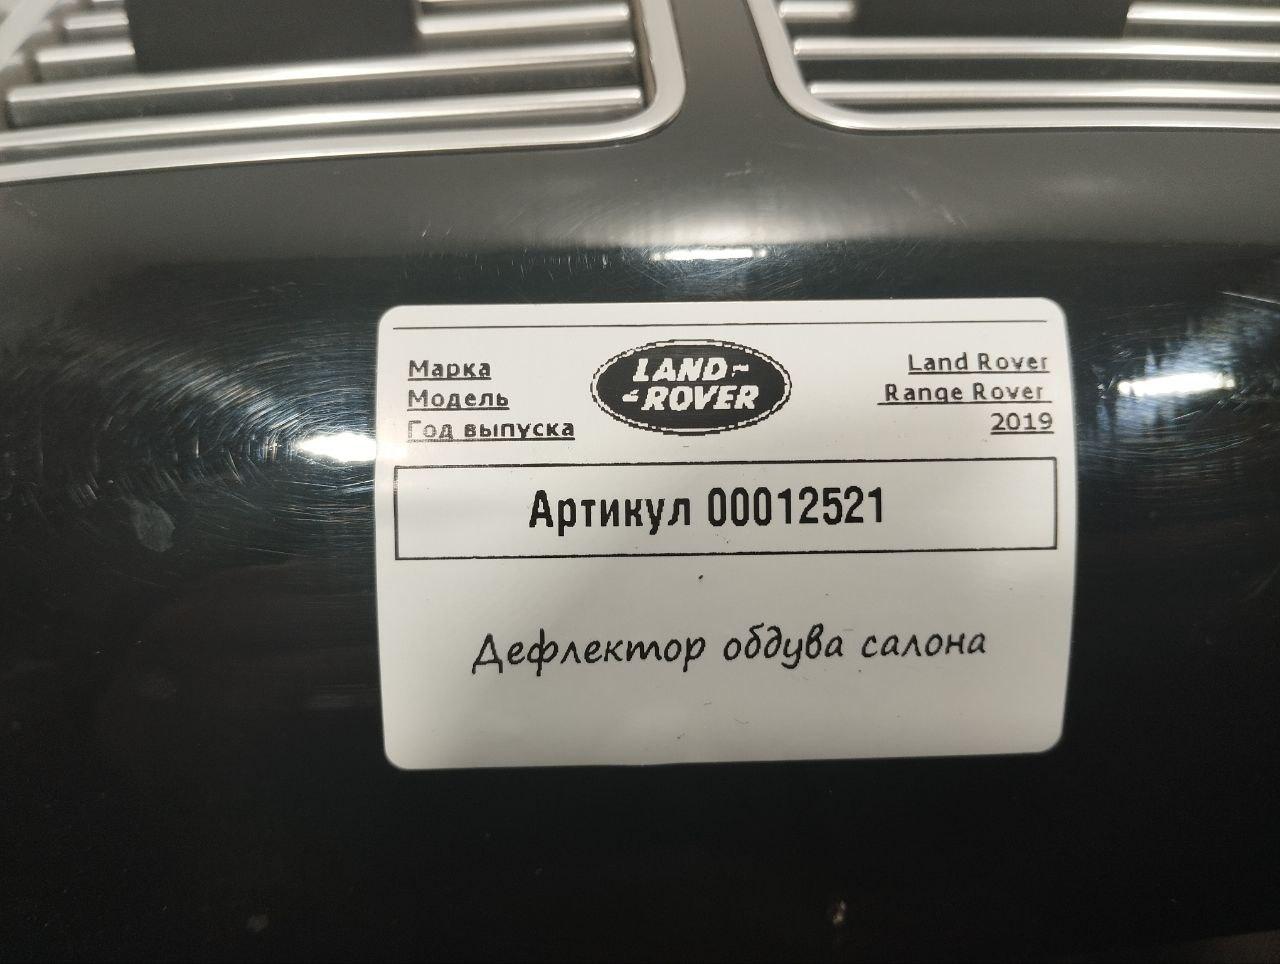 Марка LAND- Land Rover
Модель -ROVER Range Rover
Год выпуска 2019
Артикул 00012521
Дефлектор обдува салона